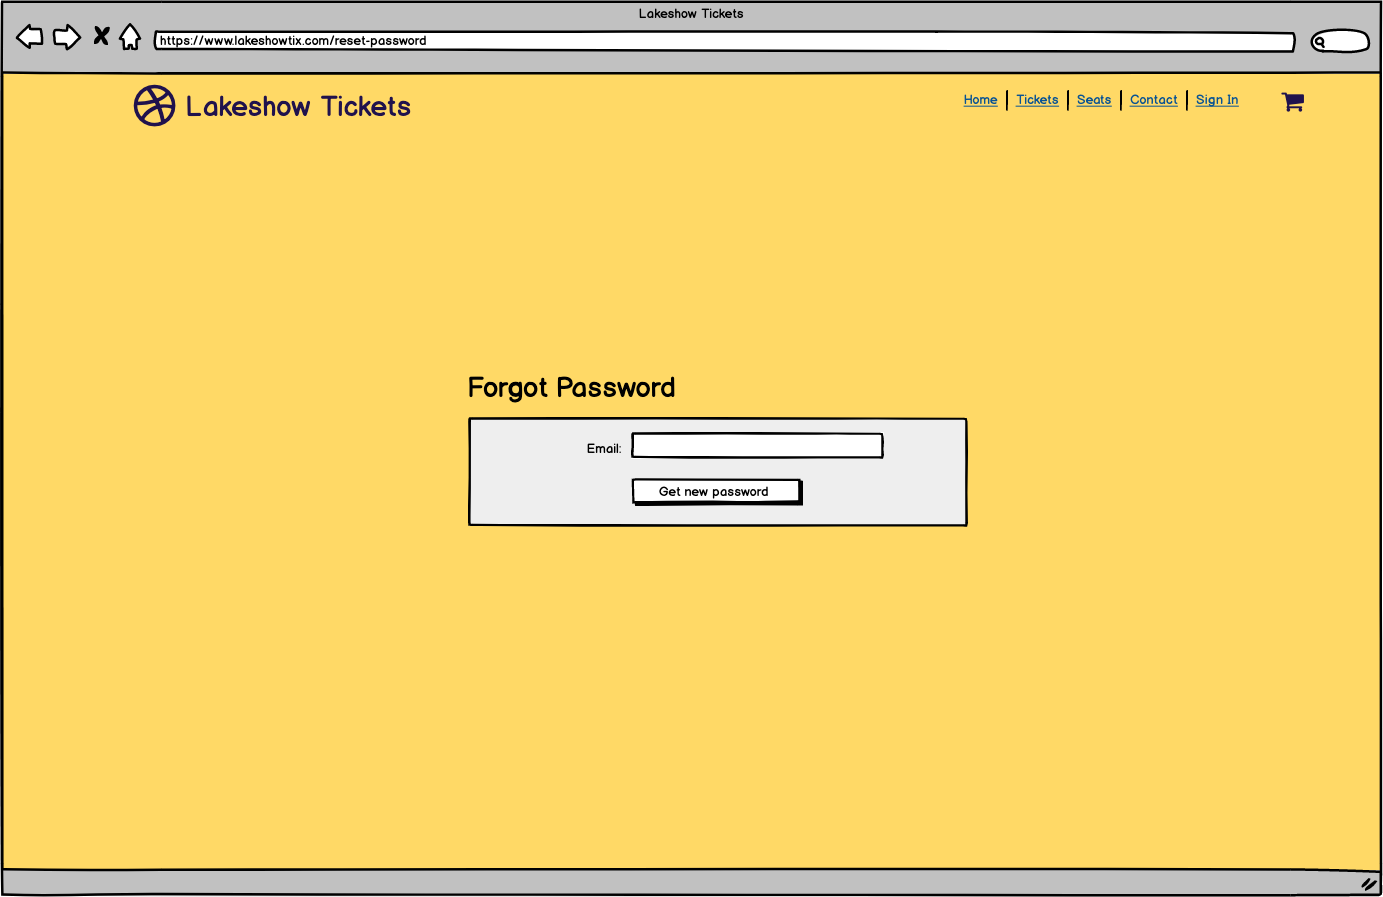 Lakeshow Tickets
https://www.lakeshowtix.com/reset-password
Lakeshow Tickets
Home Tickets Seats Contact Sign In
Forgot Password
Email:
Get new password